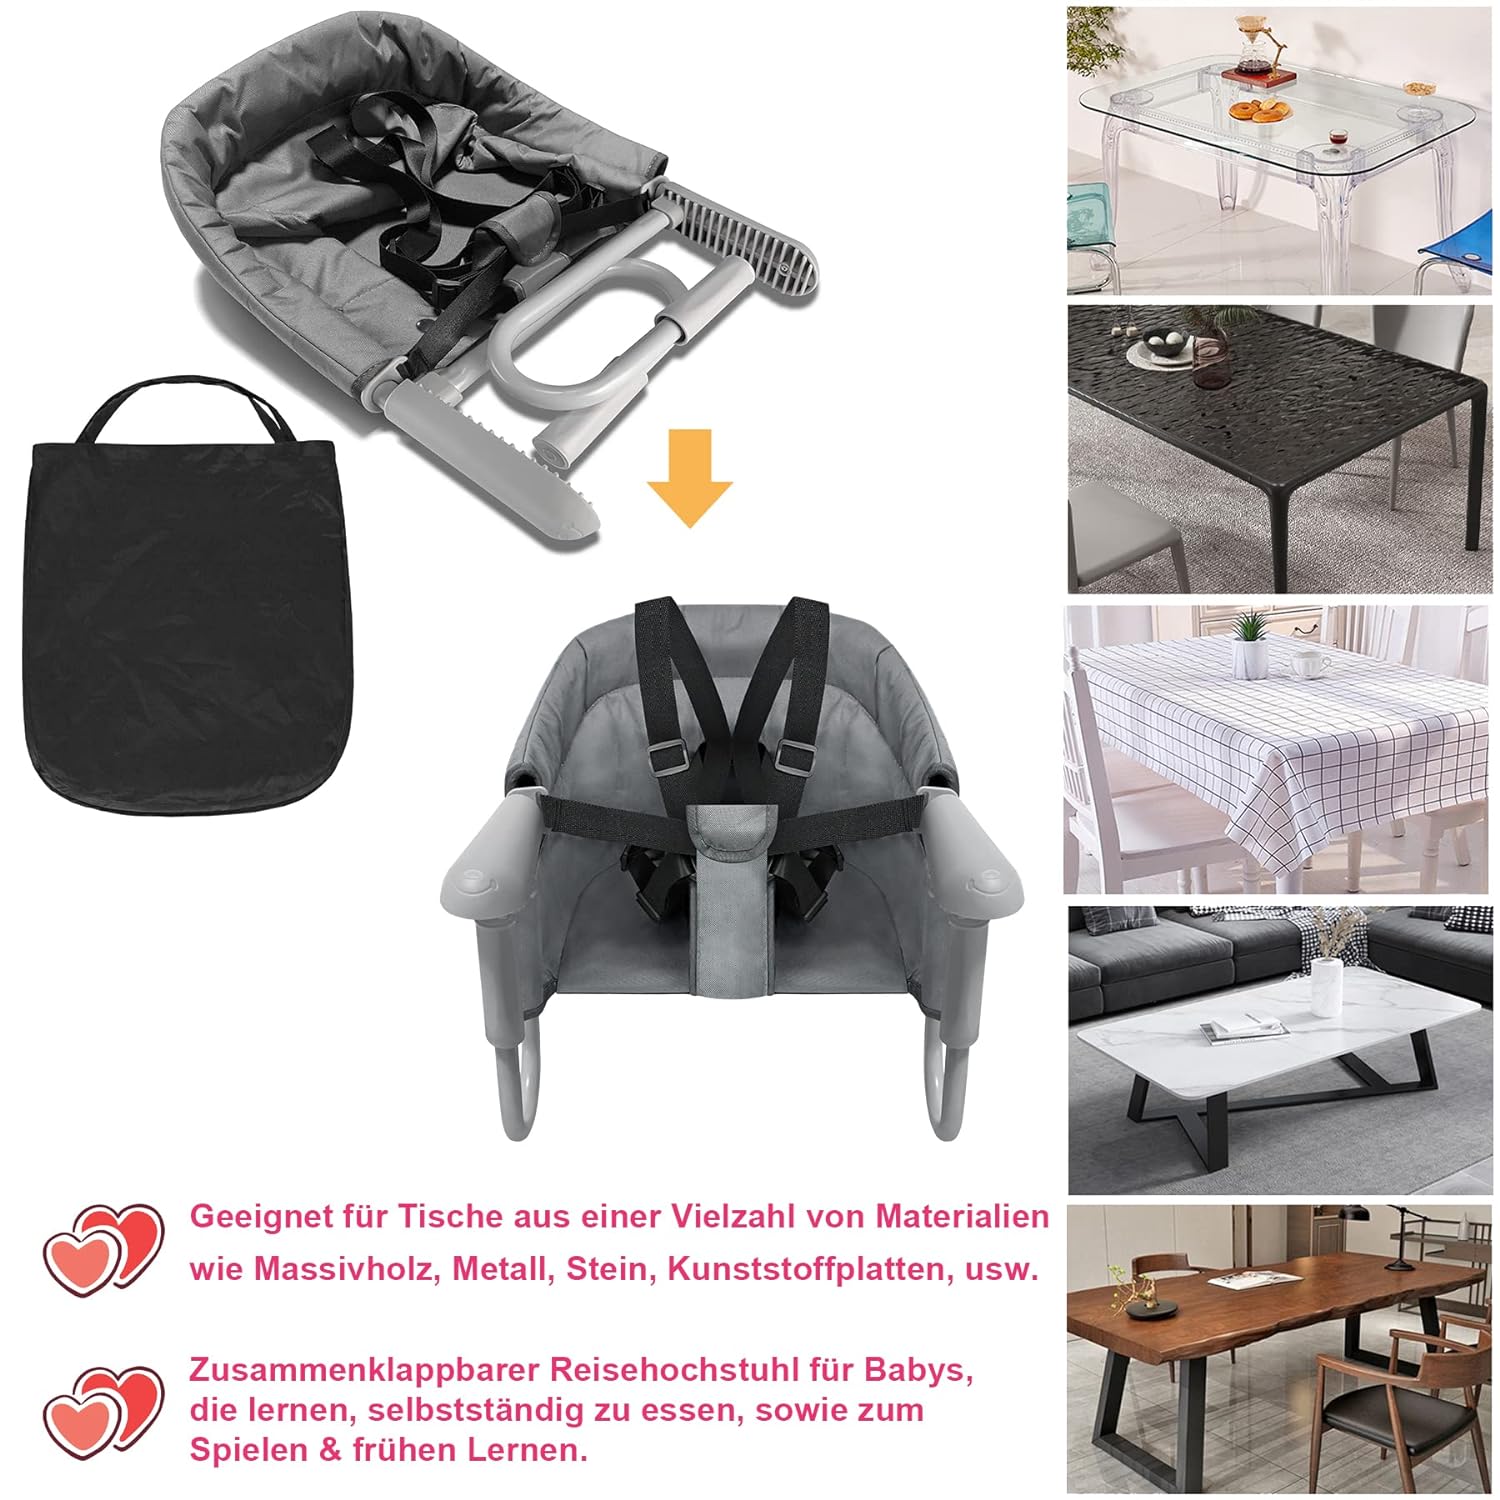 Geeignet für Tische aus einer Vielzahl von Materialien
wie Massivholz, Metall, Stein, Kunststoffplatten, usw.
Zusammenklappbarer Reisehochstuhl für Babys,
die lernen, selbstständig zu essen, sowie zum
Spielen & frühen Lernen.